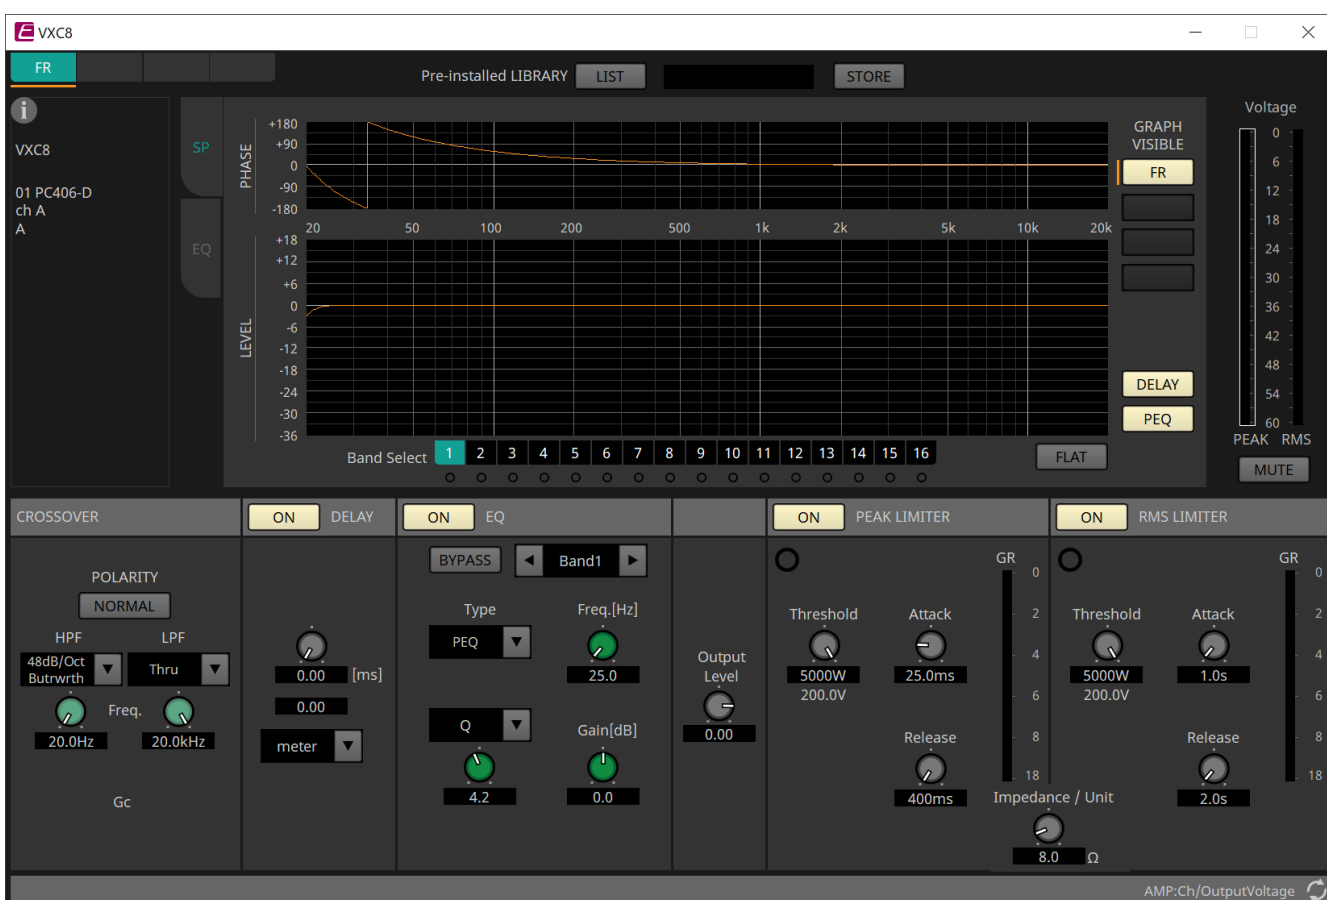 VXC8
FR
Pre-installed LIBRARY LIST STORE
VXC8
01 PC406-D
ch A
A
SP
EQ
PHASE
+180
+90
0
-90
-180
20 50 100 200 500 1k 2k 5k 10k 20k
LEVEL
+18
+12
+6
0
-6
-12
-18
-24
-30
-36
Band Select 1 2 3 4 5 6 7 8 9 10 11 12 13 14 15 16
FLAT
GRAPH
VISIBLE
FR
DELAY
PEQ
Voltage
0
6
12
18
24
30
36
42
48
54
60
PEAK RMS
MUTE
CROSSOVER
POLARITY
NORMAL
HPF LPF
48dB/Oct
Butrwrth
Thru
Freq.
20.0Hz 20.0kHz
Gc
ON DELAY
0.00 [ms]
0.00
meter
ON EQ
BYPASS Band1
Type Freq.[Hz]
PEQ
25.0
Q Gain[dB]
4.2 0.0
Output
Level
0.00
ON PEAK LIMITER
GR
Threshold Attack
5000W 25.0ms
200.0V
Release
400ms
0
2
4
6
8
18
Impedance / Unit
8.0 Ω
ON RMS LIMITER
GR
Threshold Attack
5000W 1.0s
200.0V
Release
2.0s
0
2
4
6
8
18
AMP:Ch/OutputVoltage